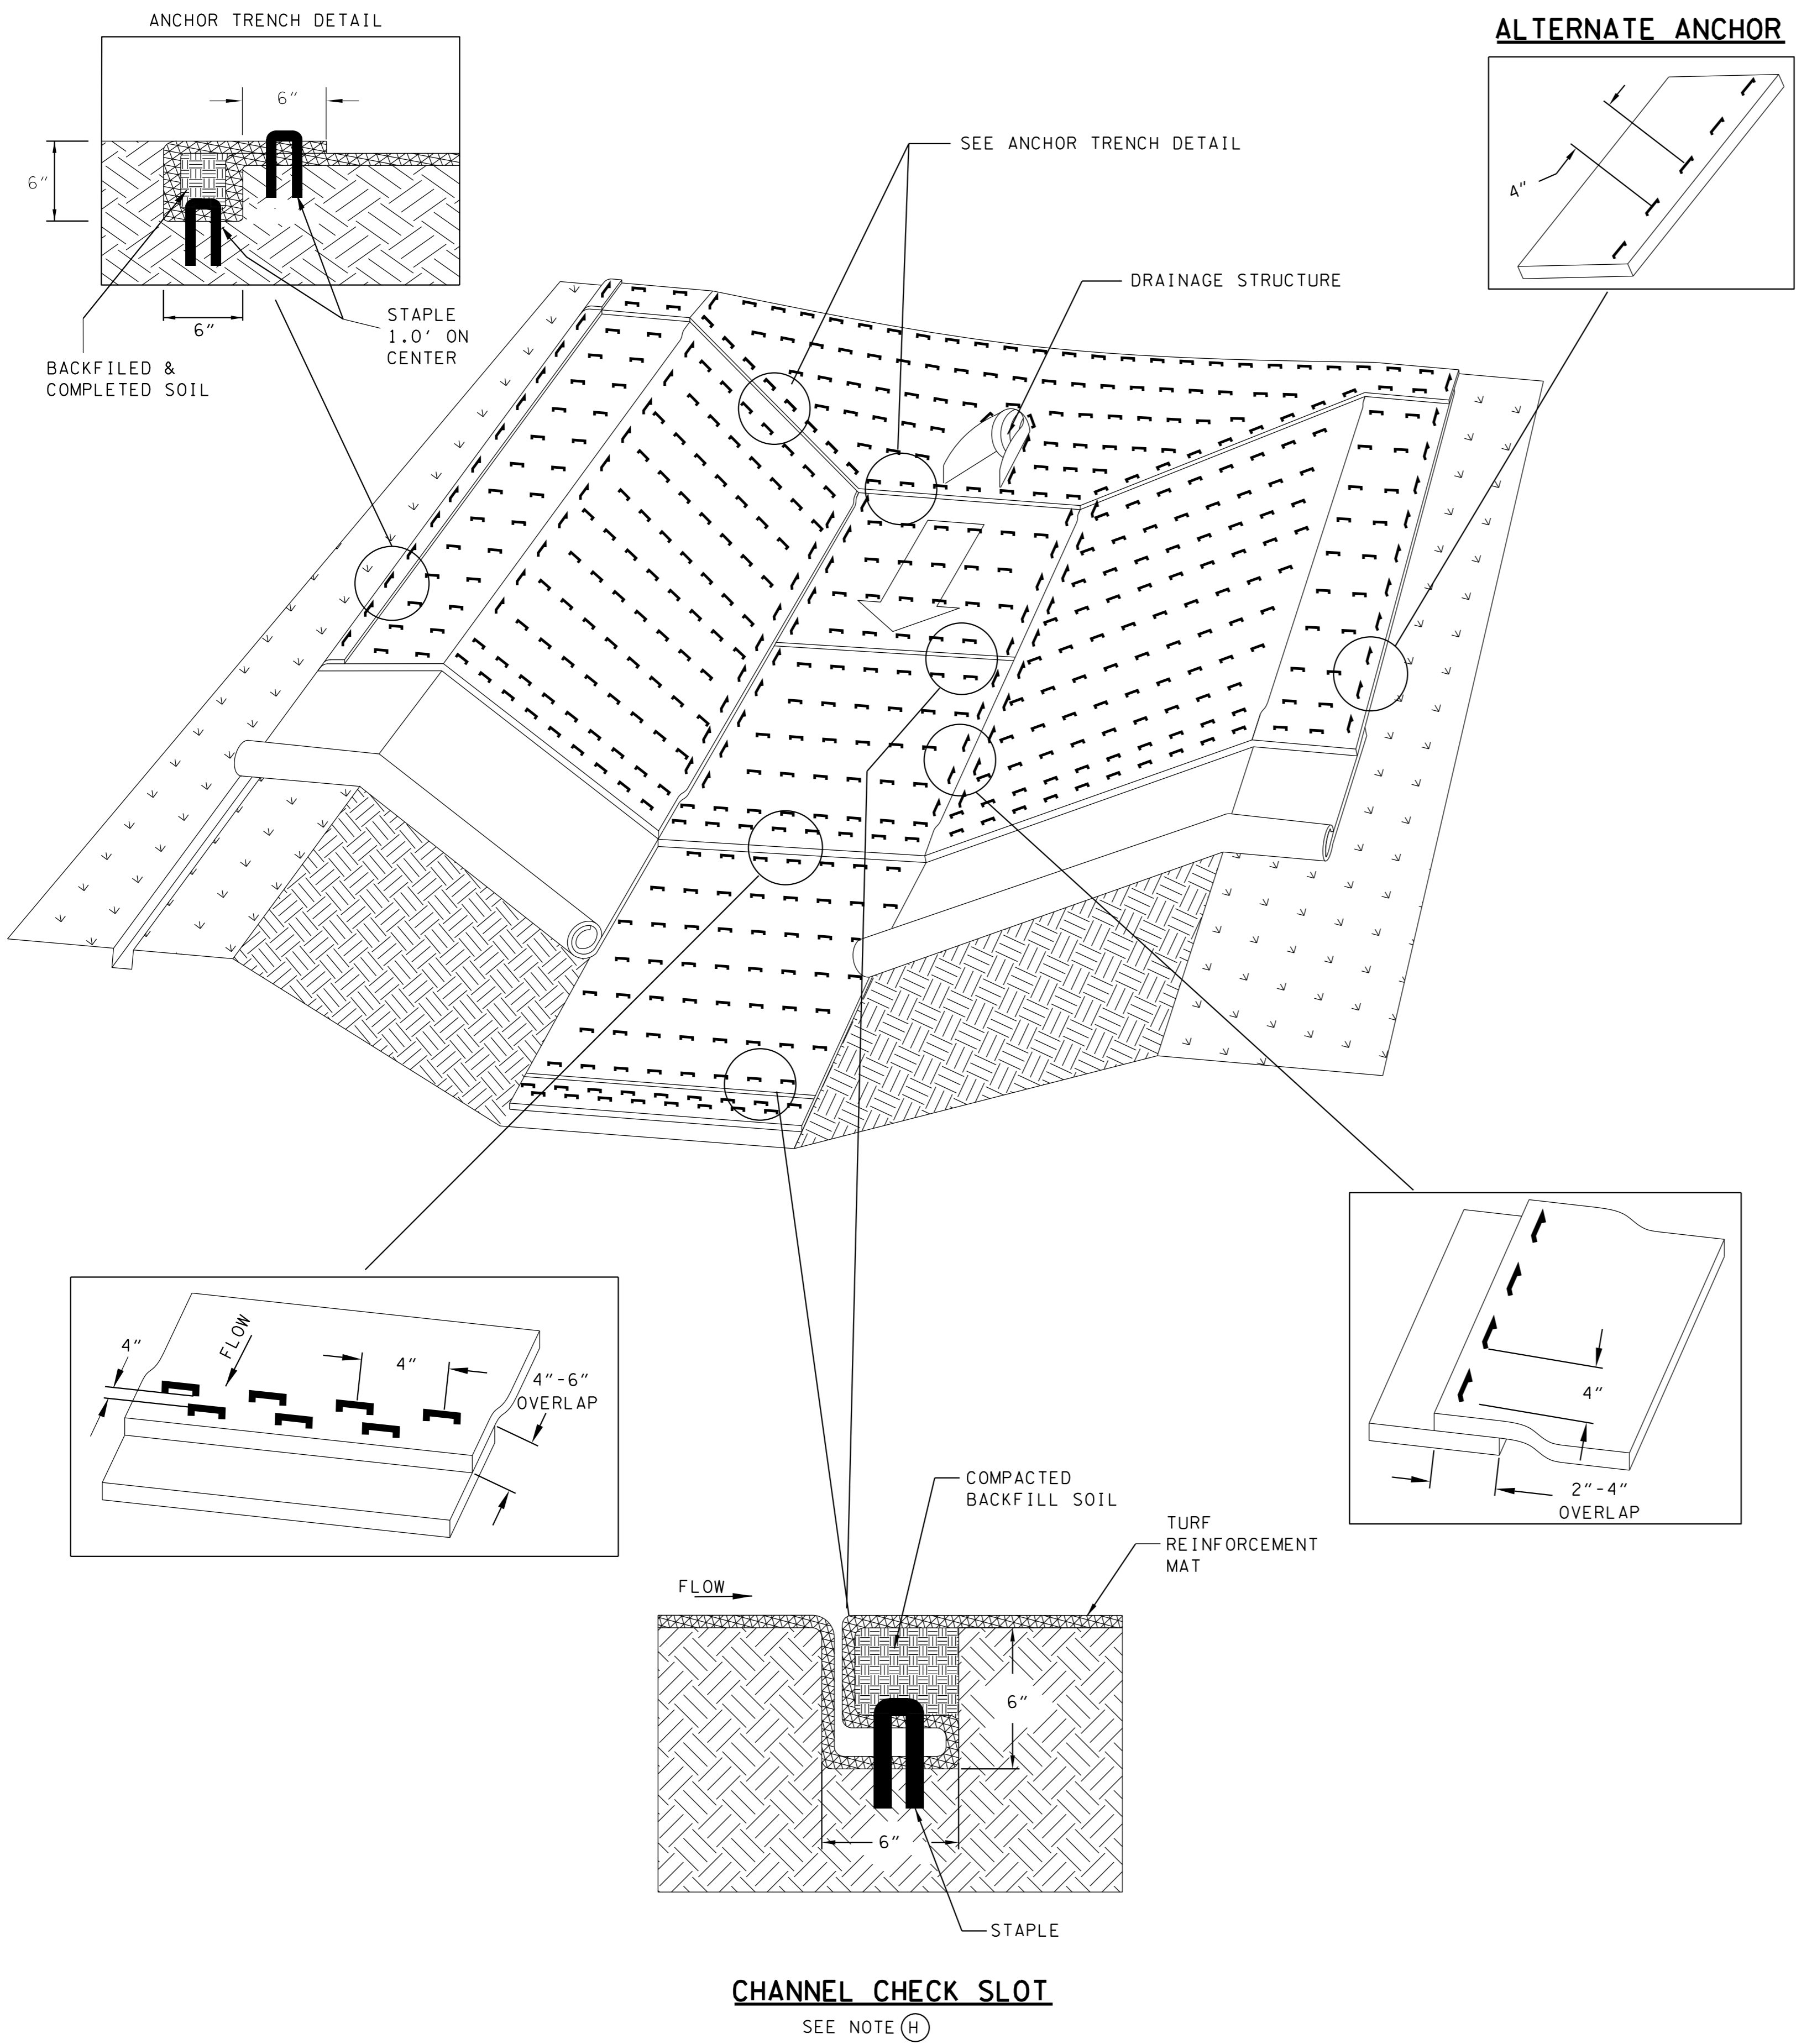 ANCHOR TRENCH DETAIL
6"
6"
6"
STAPLE
1.0' ON
CENTER
BACKFILED &
COMPLETED SOIL
SEE ANCHOR TRENCH DETAIL
DRAINAGE STRUCTURE
ALTERNATE ANCHOR
4"
4"
FLOW
4"
4"-6"
OVERLAP
4"
2"-4"
OVERLAP
COMPACTED
BACKFILL SOIL
TURF
REINFORCEMENT
MAT
FLOW
6"
6"
STAPLE
CHANNEL CHECK SLOT
SEE NOTE H